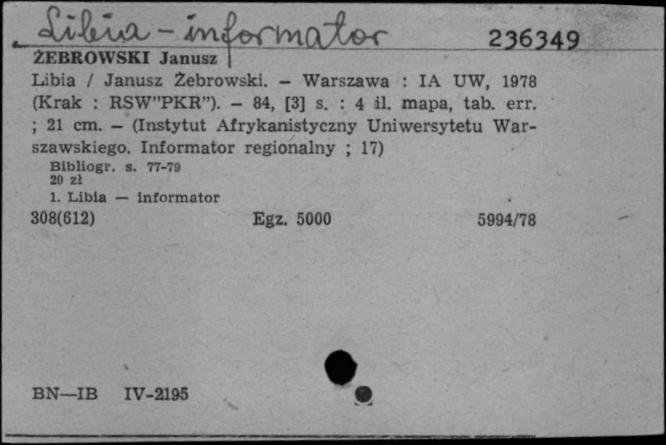 Libia - informator
236349
ŻEBROWSKI Janusz
Libia / Janusz Żebrowski. — Warszawa : IA UW, 1978
(Krak : RSW"PKR"). — 84, [3] s. : 4 il. mapa, tab. err.
; 21 cm. — (Instytut Afrykanistyczny Uniwersytetu War-
szawskiego. Informator regionalny ; 17)
Bibliogr. s. 77-79
20 zł
1. Libia — informator
308(612) Egz. 5000 5994/78
BN—IB IV-2195